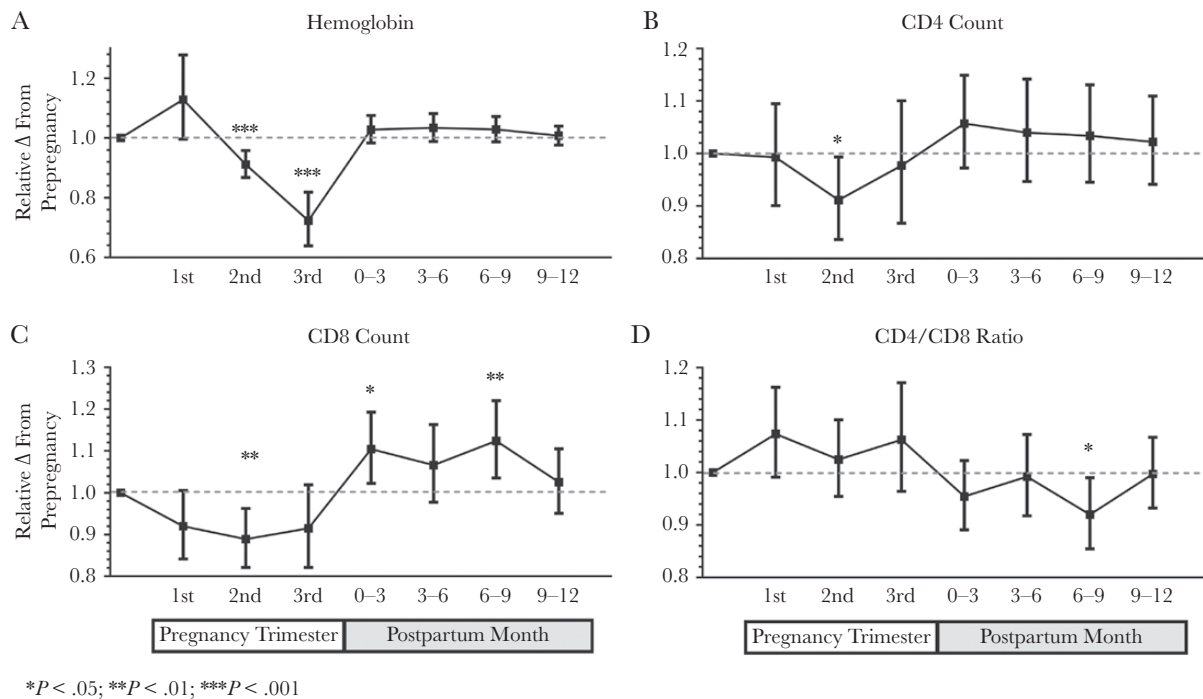 A
Hemoglobin
Relative Δ From
Prepregnancy
1.2
1.0
0.8
0.6
***
***
1st 2nd 3rd 0–3 3–6 6–9 9–12
B
CD4 Count
1.2
1.1
1.0
0.9
0.8
*
1st 2nd 3rd 0–3 3–6 6–9 9–12
C
CD8 Count
Relative Δ From
Prepregnancy
1.3
1.2
1.1
1.0
0.9
0.8
**
*
**
1st 2nd 3rd 0–3 3–6 6–9 9–12
Pregnancy Trimester Postpartum Month
D
CD4/CD8 Ratio
1.2
1.1
1.0
0.9
0.8
*
1st 2nd 3rd 0–3 3–6 6–9 9–12
Pregnancy Trimester Postpartum Month
*P < .05; **P < .01; ***P < .001